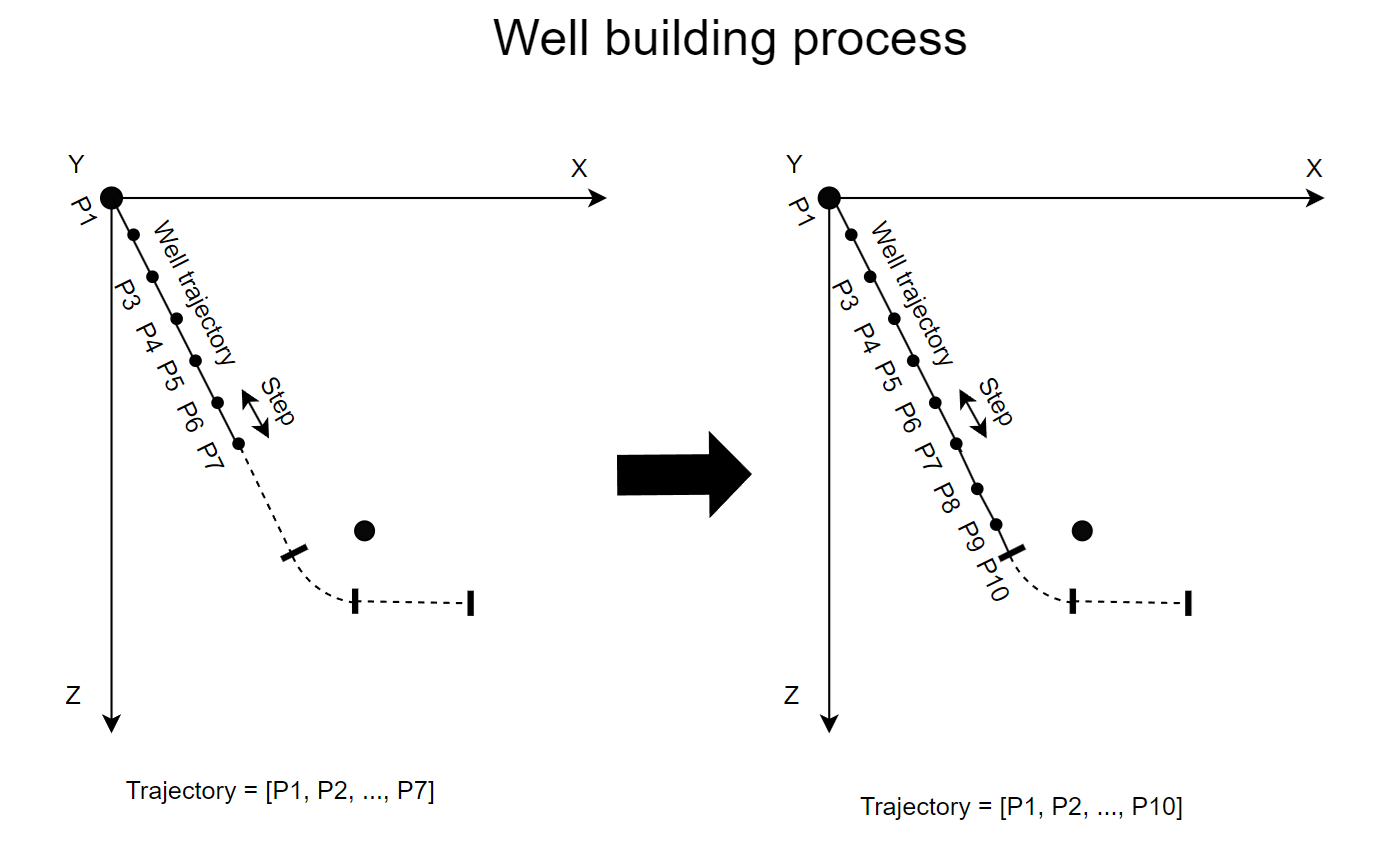 Well building process
Y
X
P1
Well trajectory
P3
P4
P5
Step
P6
P7
Z
Trajectory = [P1, P2, ..., P7]
Y
X
P1
Well trajectory
P3
P4
P5
Step
P6
P7
P8
P9
P10
Z
Trajectory = [P1, P2, ..., P10]